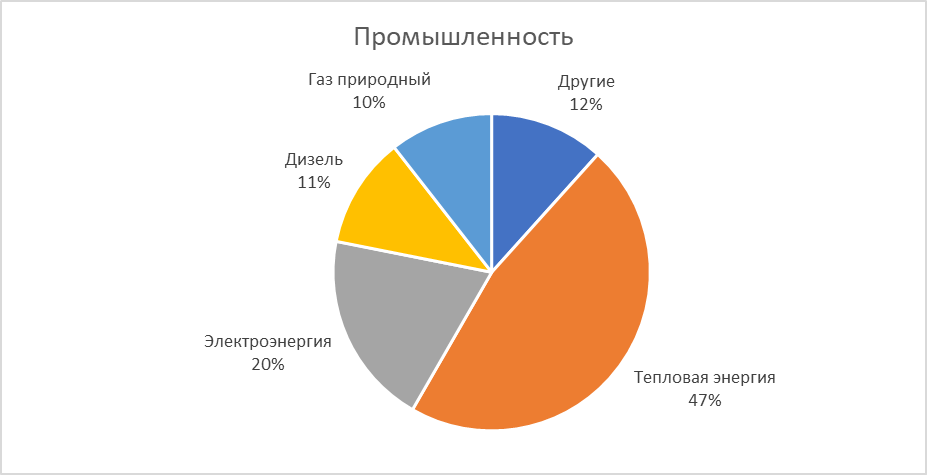 Промышленность
Газ природный
10%
Другие
12%
Дизель
11%
Электроэнергия
20%
Тепловая энергия
47%